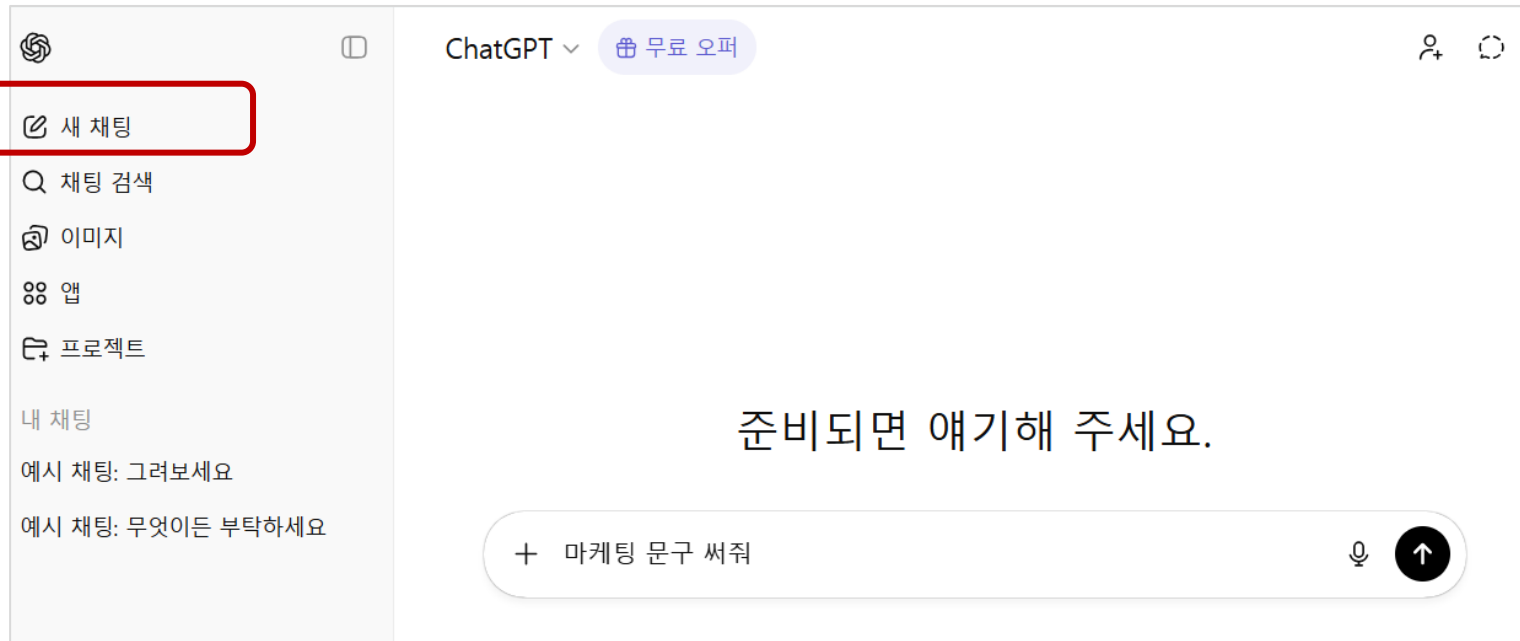 ChatGPT 무료 오퍼
새 채팅
채팅 검색
이미지
앱
프로젝트
내 채팅
예시 채팅: 그려보세요
예시 채팅: 무엇이든 부탁하세요
준비되면 얘기해 주세요.
마케팅 문구 써줘